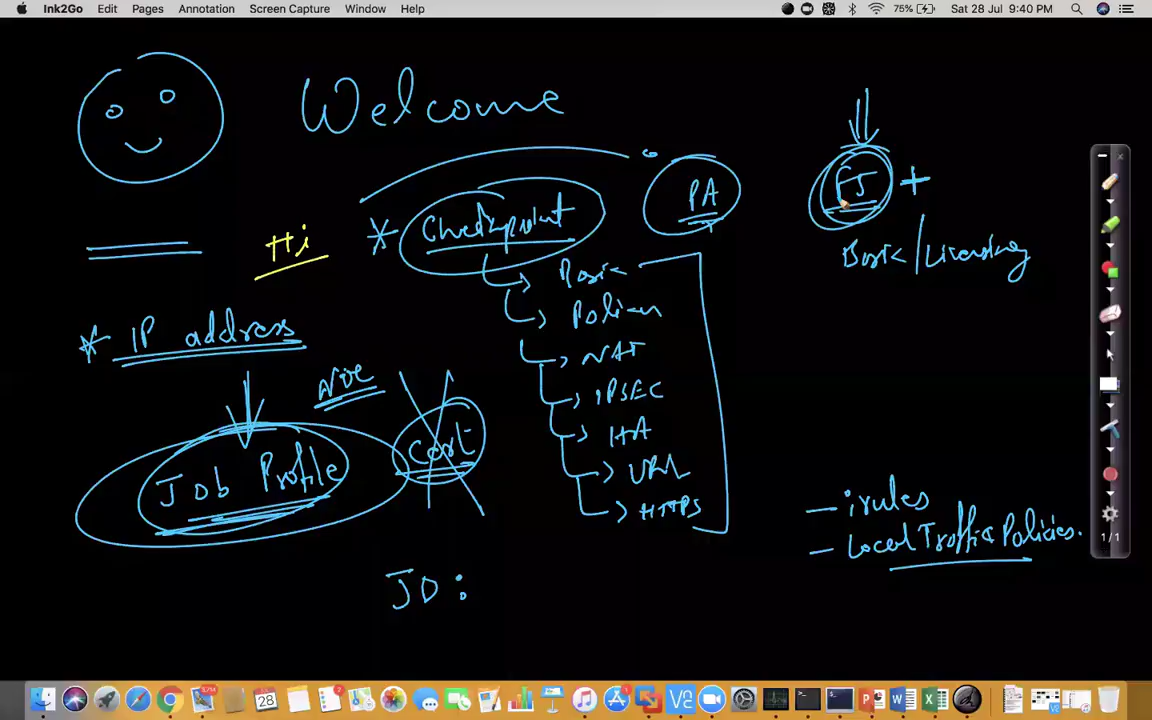 Ink2Go Edit Pages Annotation Screen Capture Window Help
75% Sat 28 Jul 9:40 PM
Welcome
PA
F5 +
Checkpoint
Hi
Basic / Licensing
Basic
Policies
* IP address
NAT
IPSEC
HA
Cost
URL
Job Profile
HTTPS
— irules
— Local Traffic Policies.
JD:
1/1